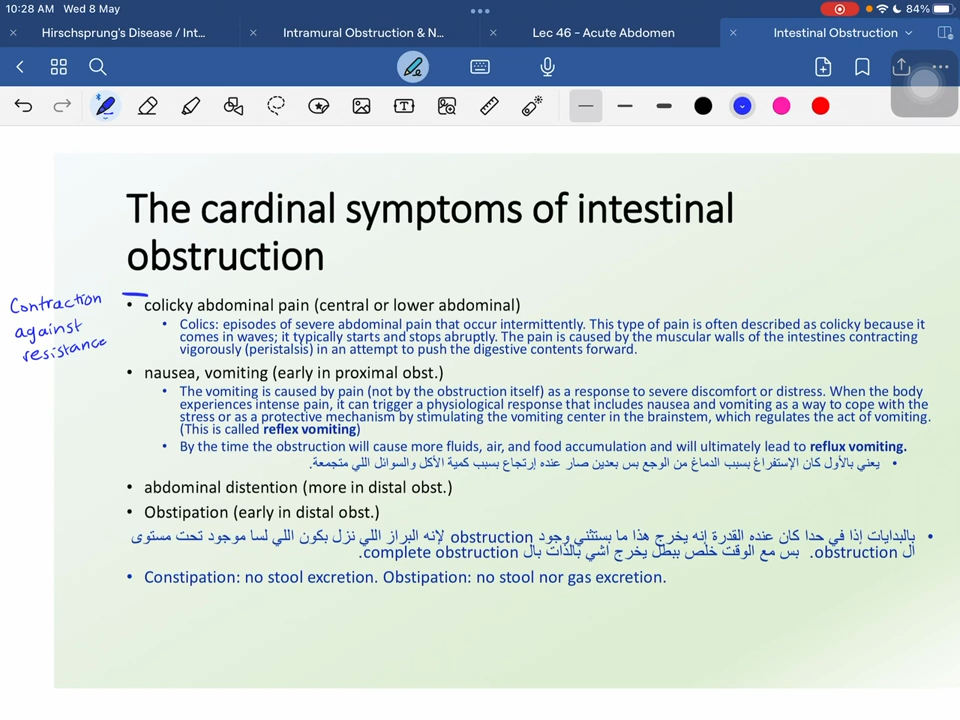 10:28 AM Wed 8 May
84%
Hirschsprung's Disease / Int...
Intramural Obstruction & N...
Lec 46 - Acute Abdomen
Intestinal Obstruction
The cardinal symptoms of intestinal
obstruction
Contraction
against
resistance
• colicky abdominal pain (central or lower abdominal)
• Colics: episodes of severe abdominal pain that occur intermittently. This type of pain is often described as colicky because it
comes in waves; it typically starts and stops abruptly. The pain is caused by the muscular walls of the intestines contracting
vigorously (peristalsis) in an attempt to push the digestive contents forward.
• nausea, vomiting (early in proximal obst.)
• The vomiting is caused by pain (not by the obstruction itself) as a response to severe discomfort or distress. When the body
experiences intense pain, it can trigger a physiological response that includes nausea and vomiting as a way to cope with the
stress or as a protective mechanism by stimulating the vomiting center in the brainstem, which regulates the act of vomiting.
(This is called reflex vomiting)
• By the time the obstruction will cause more fluids, air, and food accumulation and will ultimately lead to reflux vomiting.
• يعني بالأول كان الإستفراغ بسبب الدماغ من الوجع بس بعدين صار عنده إرتجاع بسبب كمية الأكل والسوائل اللي متجمعة.
• abdominal distention (more in distal obst.)
• Obstipation (early in distal obst.)
• بالبدايات إذا في حدا كان عنده القدرة إنه يخرج هذا ما بستثني وجود obstruction لإنه البراز اللي نزل بكون اللي لسا موجود تحت مستوى
ال obstruction. بس مع الوقت خلص ببطل يخرج اشي بالذات بال complete obstruction.
• Constipation: no stool excretion. Obstipation: no stool nor gas excretion.